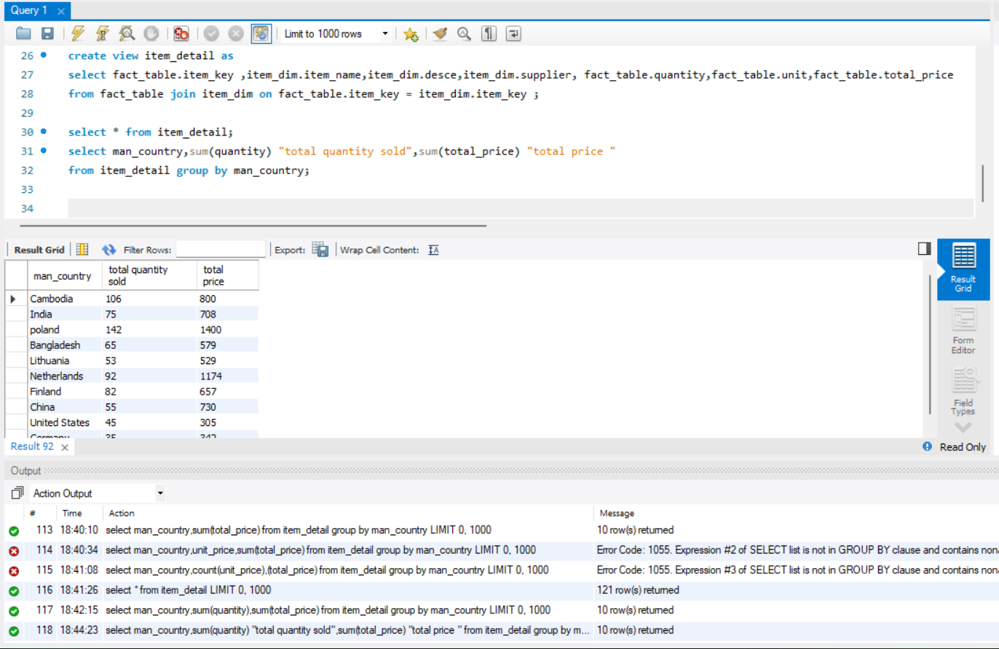 Query 1
Limit to 1000 rows
26 create view item_detail as
27 select fact_table.item_key ,item_dim.item_name,item_dim.desce,item_dim.supplier, fact_table.quantity,fact_table.unit,fact_table.total_price
28 from fact_table join item_dim on fact_table.item_key = item_dim.item_key ;
29
30 select * from item_detail;
31 select man_country,sum(quantity) "total quantity sold",sum(total_price) "total price "
32 from item_detail group by man_country;
33
34
Result Grid Filter Rows: Export: Wrap Cell Content:
man_country total quantity sold total price
Cambodia 106 800
India 75 708
poland 142 1400
Bangladesh 65 579
Lithuania 53 529
Netherlands 92 1174
Finland 82 657
China 55 730
United States 45 305
Germany 35 342
Result Grid
Form Editor
Field Types
Result 92 Read Only
Output
Action Output
# Time Action Message
113 18:40:10 select man_country,sum(total_price) from item_detail group by man_country LIMIT 0, 1000 10 row(s) returned
114 18:40:34 select man_country,unit_price,sum(total_price) from item_detail group by man_country LIMIT 0, 1000 Error Code: 1055. Expression #2 of SELECT list is not in GROUP BY clause and contains
115 18:41:08 select man_country,count(unit_price),(total_price) from item_detail group by man_country LIMIT 0, 1000 Error Code: 1055. Expression #3 of SELECT list is not in GROUP BY clause and contains
116 18:41:26 select * from item_detail LIMIT 0, 1000 121 row(s) returned
117 18:42:15 select man_country,sum(quantity),sum(total_price) from item_detail group by man_country LIMIT 0, 1000 10 row(s) returned
118 18:44:23 select man_country,sum(quantity) "total quantity sold",sum(total_price) "total price " from item_detail group by m... 10 row(s) returned